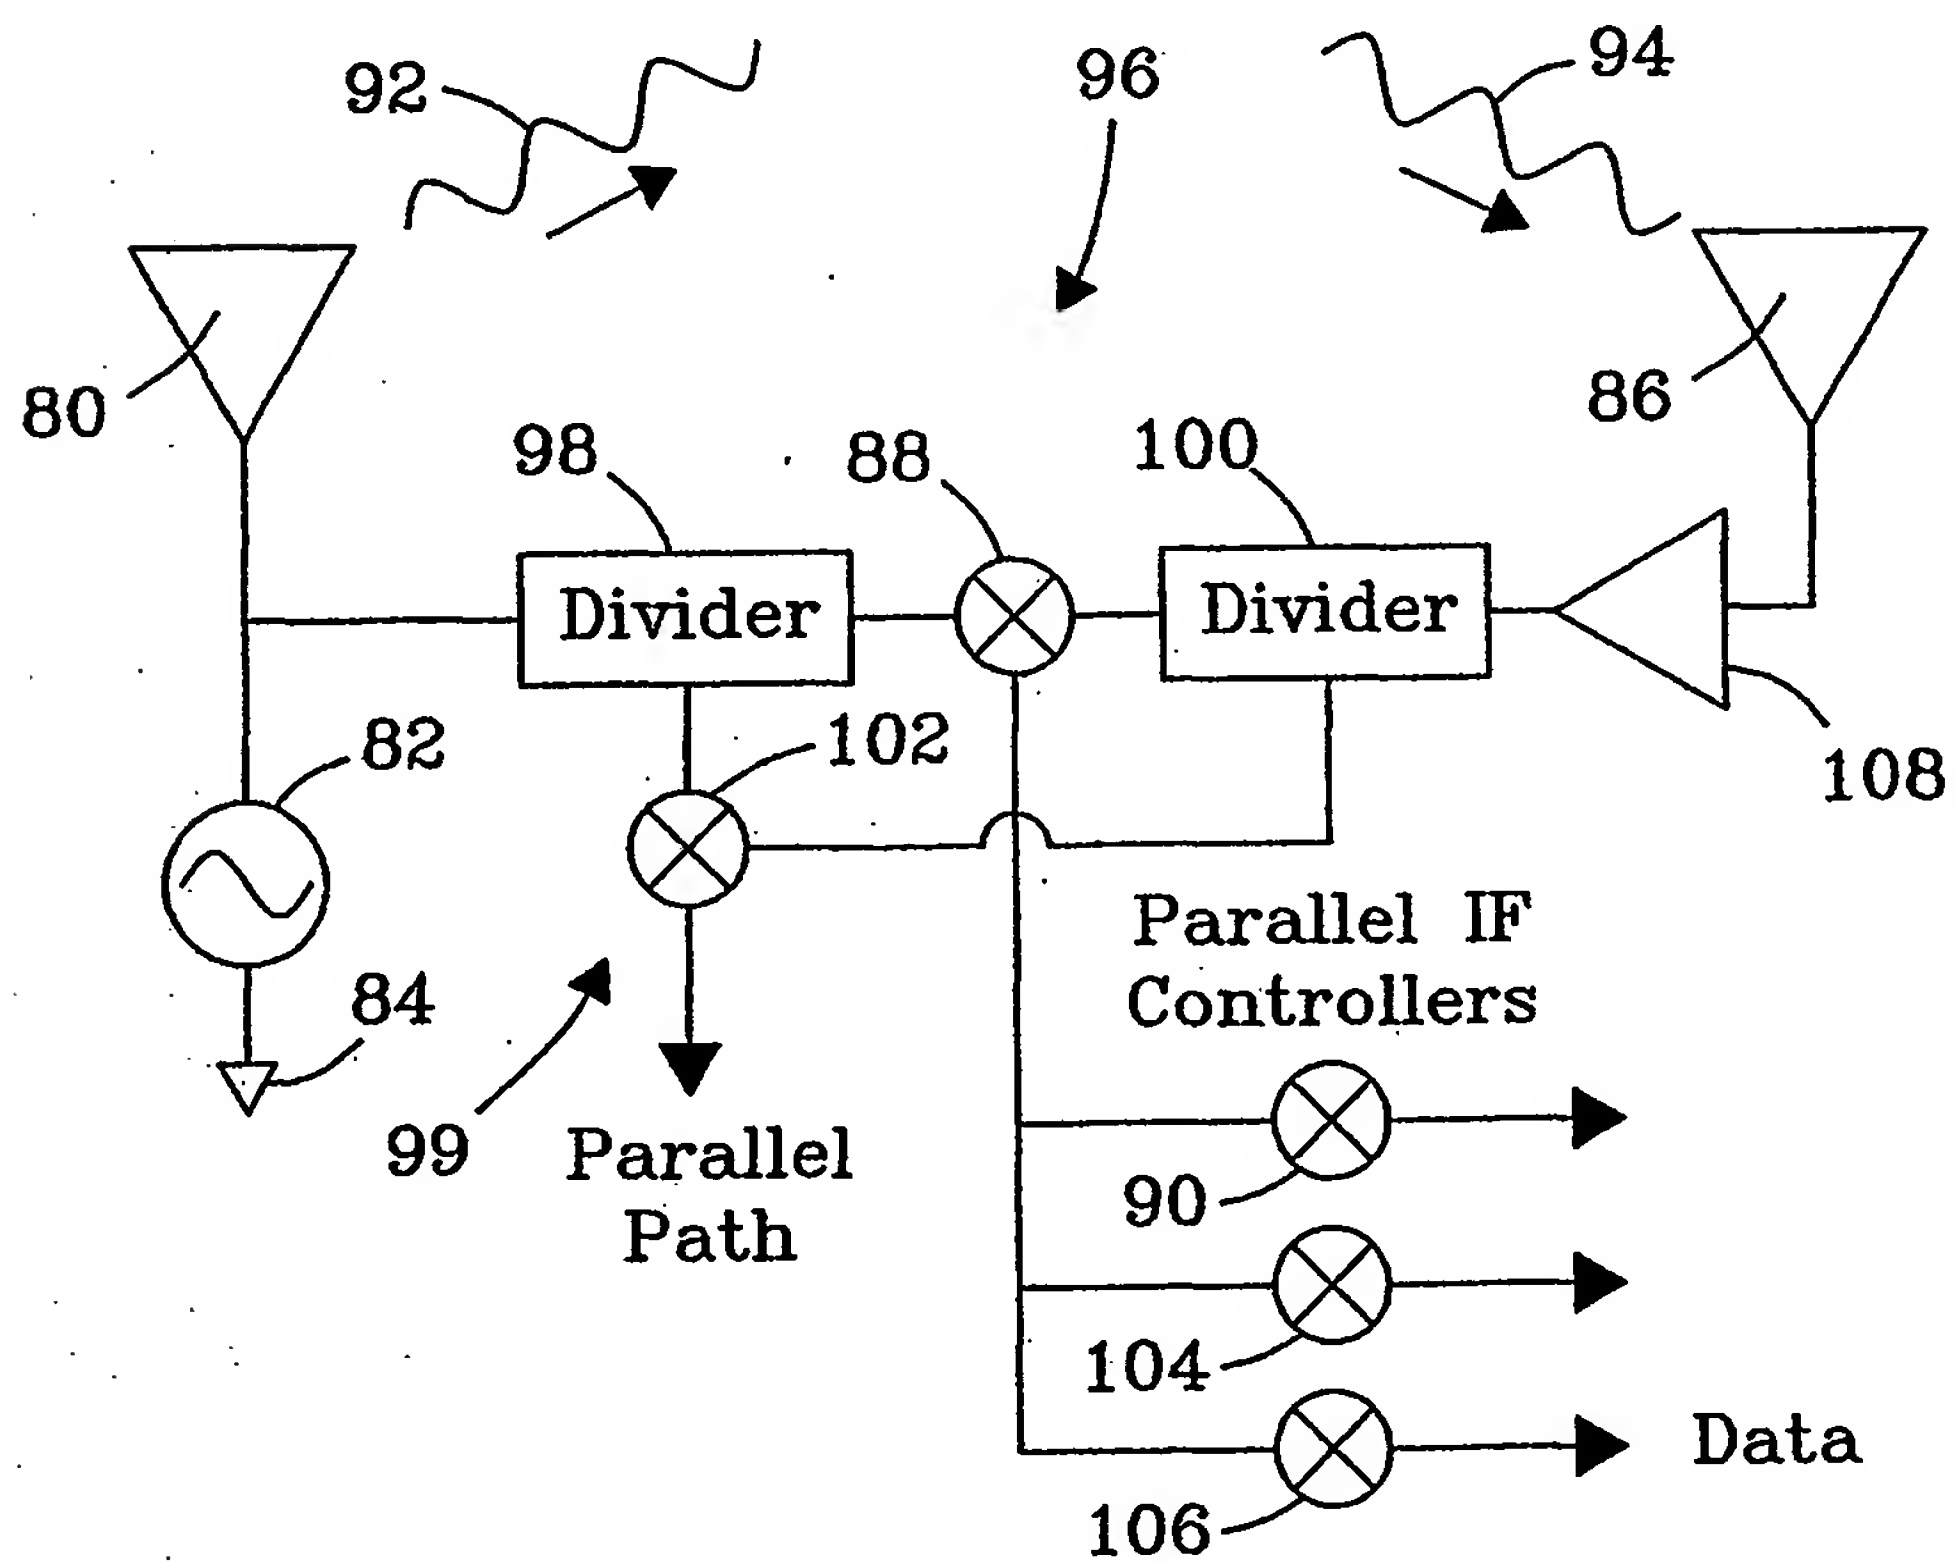 92
96
94
80
86
98
88
100
Divider
Divider
82
102
108
84
Parallel IF
Controllers
99
Parallel
Path
90
104
Data
106